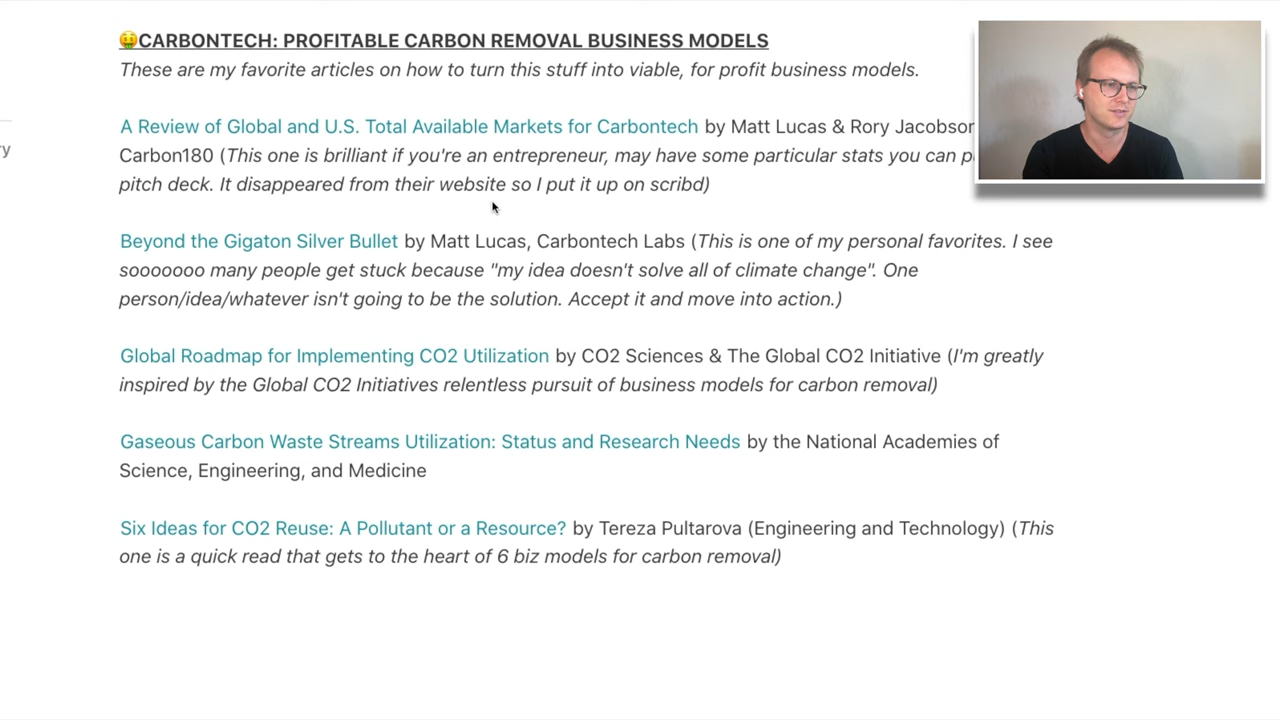 🤑CARBONTECH: PROFITABLE CARBON REMOVAL BUSINESS MODELS
These are my favorite articles on how to turn this stuff into viable, for profit business models.
A Review of Global and U.S. Total Available Markets for Carbontech by Matt Lucas & Rory Jacobson
Carbon180 (This one is brilliant if you're an entrepreneur, may have some particular stats you can
pitch deck. It disappeared from their website so I put it up on scribd)
Beyond the Gigaton Silver Bullet by Matt Lucas, Carbontech Labs (This is one of my personal favorites. I see
sooooooo many people get stuck because "my idea doesn't solve all of climate change". One
person/idea/whatever isn't going to be the solution. Accept it and move into action.)
Global Roadmap for Implementing CO2 Utilization by CO2 Sciences & The Global CO2 Initiative (I'm greatly
inspired by the Global CO2 Initiatives relentless pursuit of business models for carbon removal)
Gaseous Carbon Waste Streams Utilization: Status and Research Needs by the National Academies of
Science, Engineering, and Medicine
Six Ideas for CO2 Reuse: A Pollutant or a Resource? by Tereza Pultarova (Engineering and Technology) (This
one is a quick read that gets to the heart of 6 biz models for carbon removal)